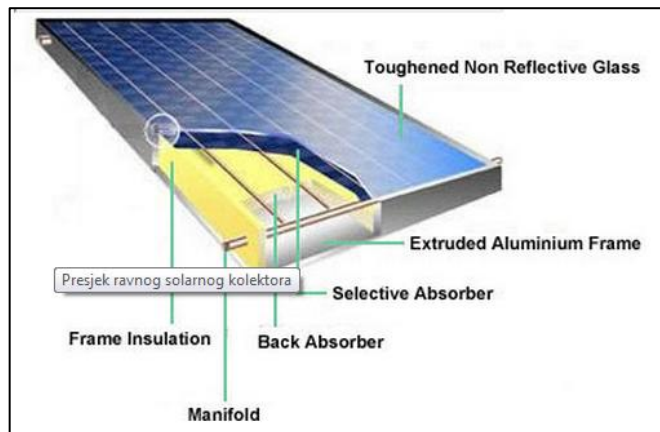 Toughened Non Reflective Glass
Extruded Aluminium Frame
Presjek ravnog solarnog kolektora
Selective Absorber
Frame Insulation
Back Absorber
Manifold